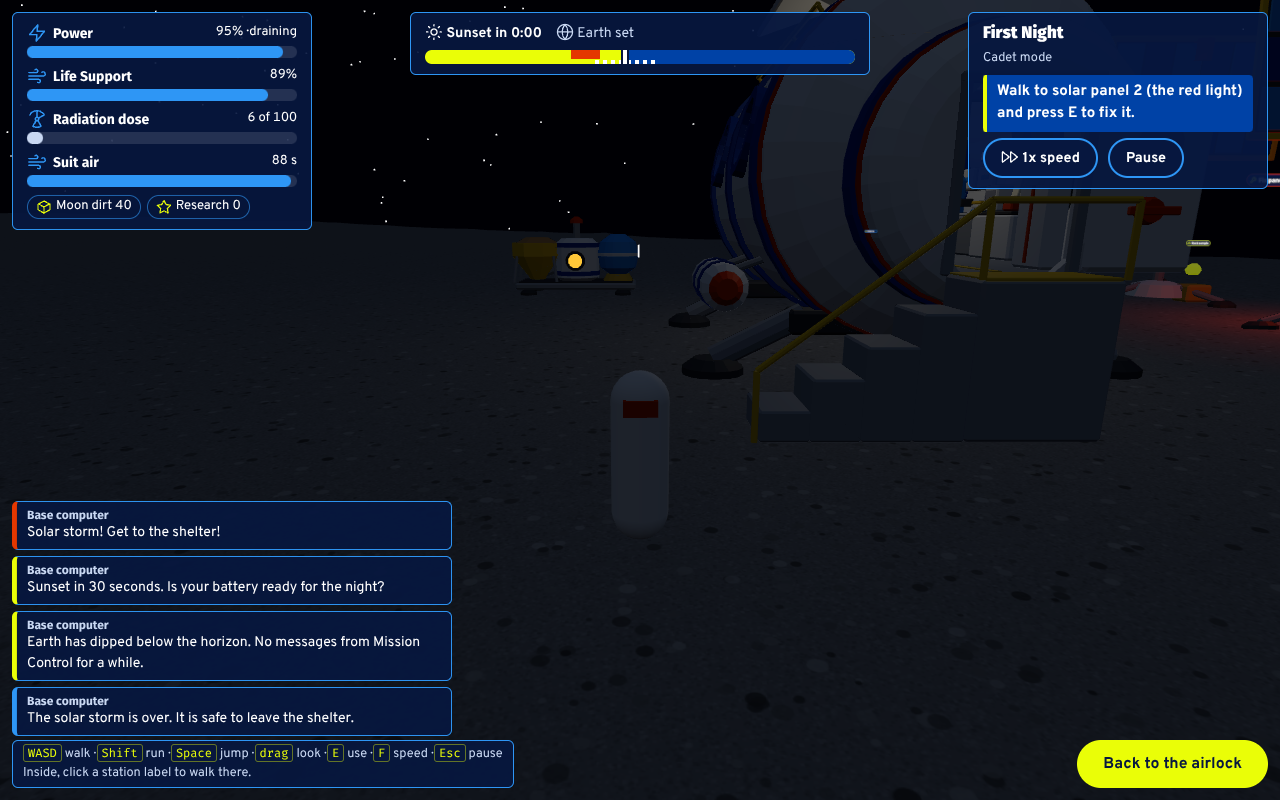 Power
95% ·draining
Life Support
89%
Radiation dose
6 of 100
Suit air
88 s
Moon dirt 40
Research 0
Sunset in 0:00
Earth set
First Night
Cadet mode
Walk to solar panel 2 (the red light)
and press E to fix it.
1x speed
Pause
Base computer
Solar storm! Get to the shelter!
Base computer
Sunset in 30 seconds. Is your battery ready for the night?
Base computer
Earth has dipped below the horizon. No messages from Mission
Control for a while.
Base computer
The solar storm is over. It is safe to leave the shelter.
WASD walk · Shift run · Space jump · drag look · E use · F speed · Esc pause
Inside, click a station label to walk there.
Back to the airlock